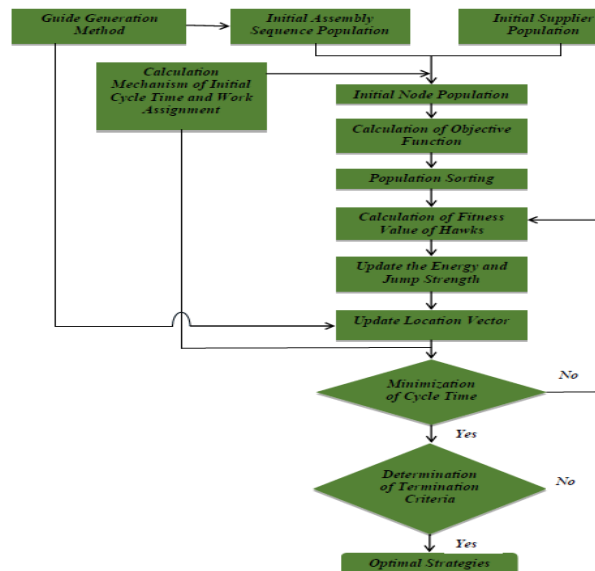 Guide Generation
Method
Initial Assembly
Sequence Population
Initial Supplier
Population
Calculation
Mechanism of Initial
Cycle Time and Work
Assignment
Initial Node Population
Calculation of Objective
Function
Population Sorting
Calculation of Fitness
Value of Hawks
Update the Energy and
Jump Strength
Update Location Vector
Minimization
of Cycle Time
No
Yes
Determination
of Termination
Criteria
No
Yes
Optimal Strategies